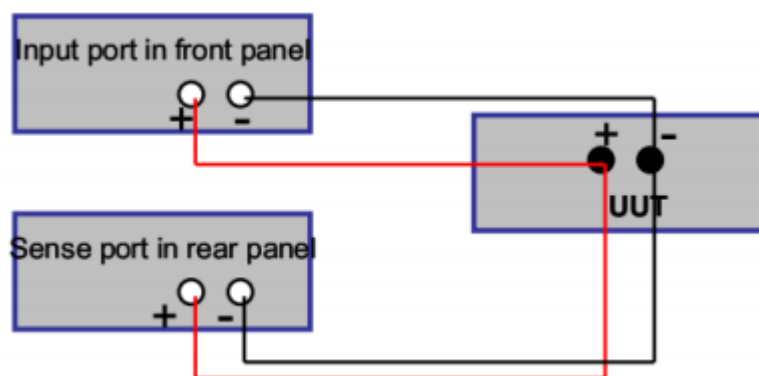 Input port in front panel
+ -
+ -
UUT
Sense port in rear panel
+ -